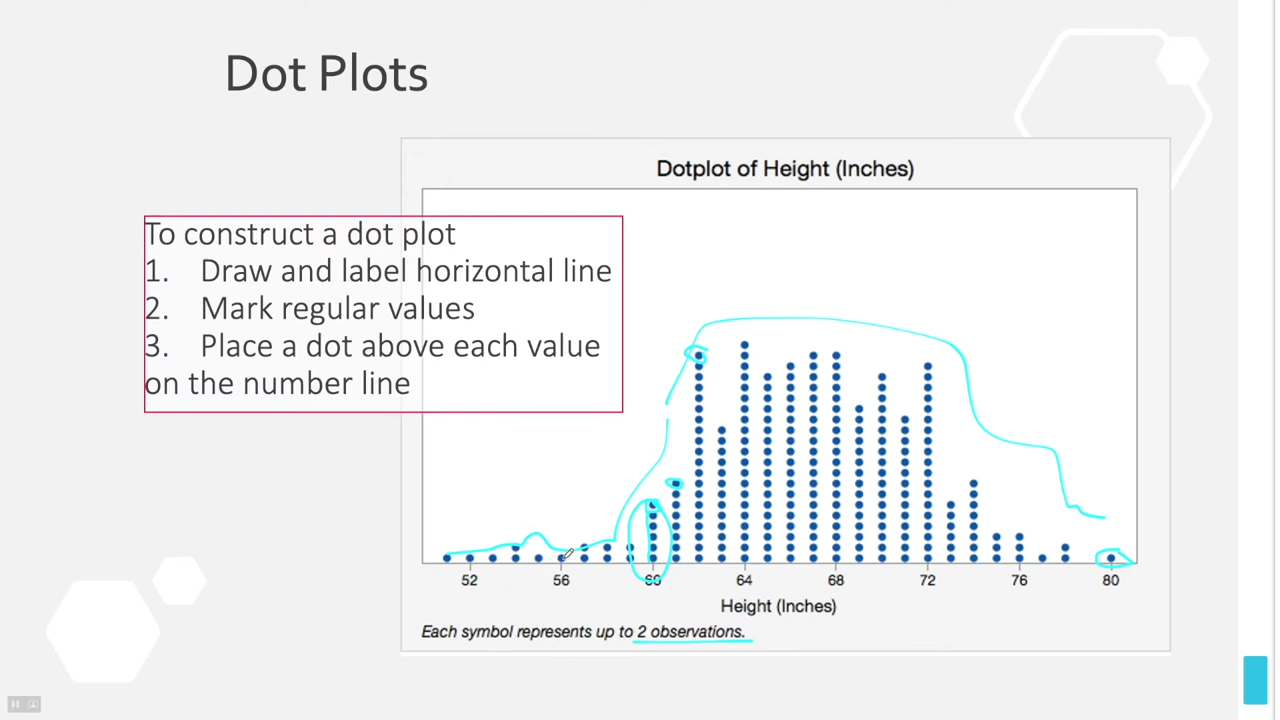 Dot Plots
Dotplot of Height (Inches)
To construct a dot plot
1. Draw and label horizontal line
2. Mark regular values
3. Place a dot above each value
on the number line
52 56 60 64 68 72 76 80
Height (Inches)
Each symbol represents up to 2 observations.